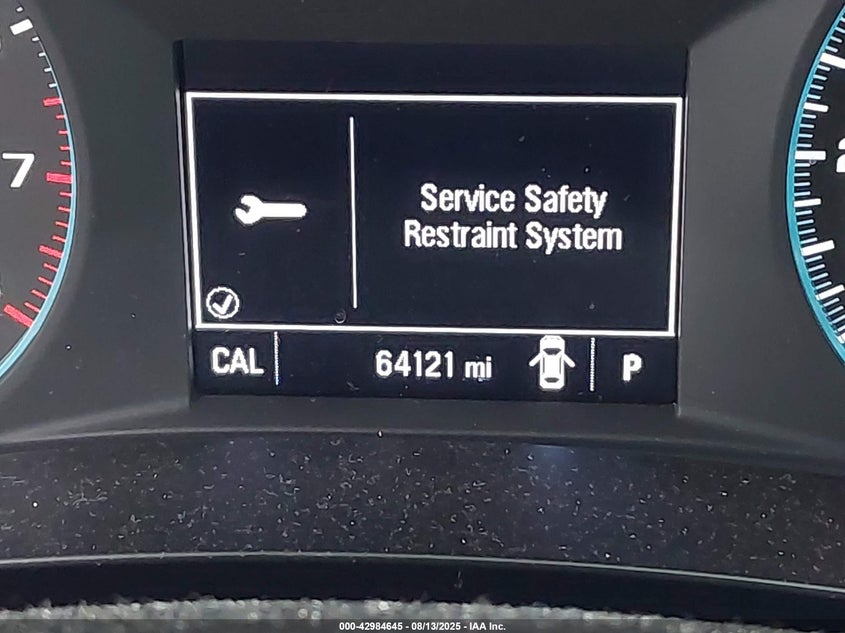 7
Service Safety
Restraint System
CAL
64121 mi
P
000-42984645 - 08/13/2025 - IAA Inc.